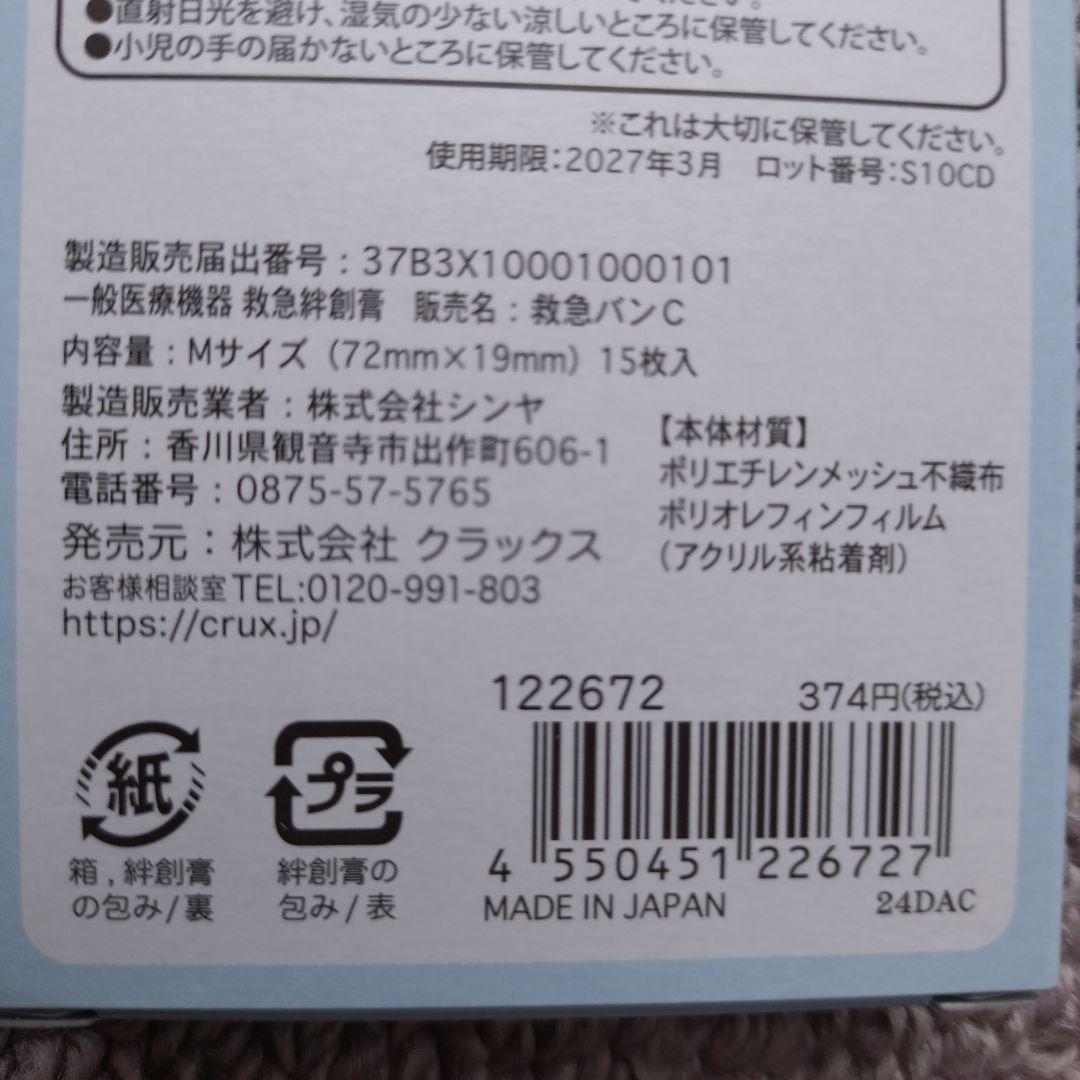 ●直射日光を避け、湿気の少ない涼しいところに保管してください。
●小児の手の届かないところに保管してください。
※これは大切に保管してください。
使用期限：2027年3月　ロット番号：S10CD
製造販売届出番号：37B3X10001000101
一般医療機器 救急絆創膏　販売名：救急バンC
内容量：Mサイズ（72mm×19mm）15枚入
製造販売業者：株式会社シンヤ
住所：香川県観音寺市出作町606-1
電話番号：0875-57-5765
発売元：株式会社 クラックス
お客様相談室TEL:0120-991-803
https://crux.jp/
【本体材質】
ポリエチレンメッシュ不織布
ポリオレフィンフィルム
（アクリル系粘着剤）
122672　374円(税込)
4 550451 226727
MADE IN JAPAN　24DAC
紙
箱,絆創膏
の包み/裏
プラ
絆創膏の
包み/表